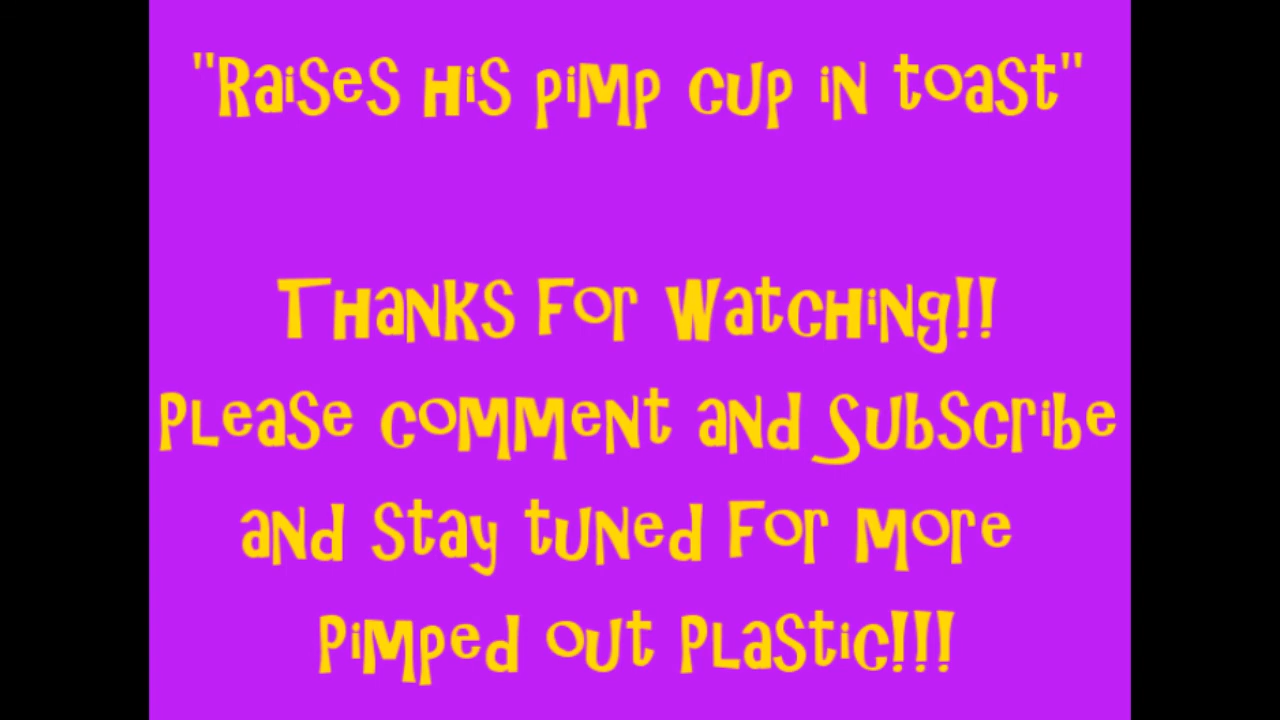 "Raises His pimp cup in toast"
Thanks For Watching!!
Please comment and Subscribe
and Stay tuned For More
pimped out plastic!!!